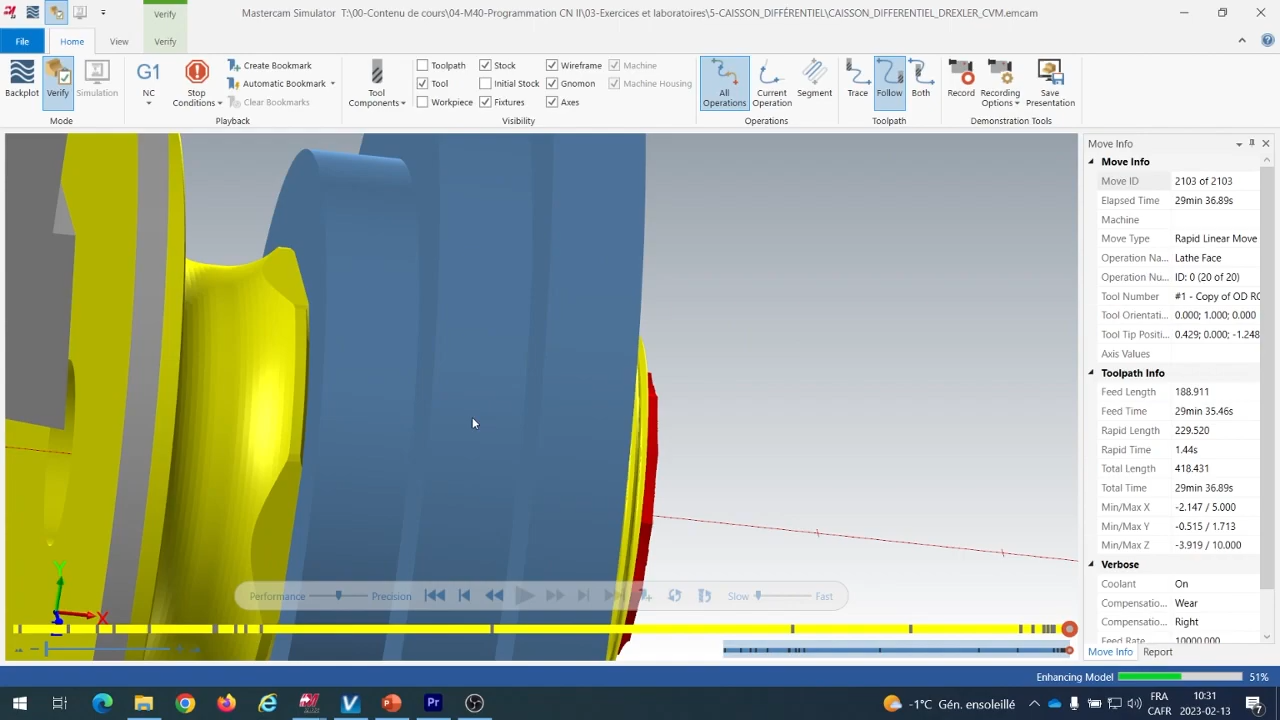 Verify
Mastercam Simulator T:\00-Contenu de cours\04-M40-Programmation CN II\03-Exercices et laboratoires\5-CAISSON_DIFFÉRENTIEL\CAISSON_DIFFERENTIEL_DREXLER_CVM.emcam
File Home View Verify
Backplot Verify Simulation
Mode
G1 NC
Stop Conditions
Create Bookmark
Automatic Bookmark
Clear Bookmarks
Playback
Tool Components
Toolpath Stock Wireframe Machine
Tool Initial Stock Gnomon Machine Housing
Workpiece Fixtures Axes
Visibility
All Operations
Current Operation
Segment
Operations
Trace Follow Both
Toolpath
Record
Recording Options
Save Presentation
Demonstration Tools
Move Info
Move Info
Move ID 2103 of 2103
Elapsed Time 29min 36.89s
Machine
Move Type Rapid Linear Move
Operation Na... Lathe Face
Operation Nu... ID: 0 (20 of 20)
Tool Number #1 - Copy of OD RO
Tool Orientati... 0.000; 1.000; 0.000
Tool Tip Positi... 0.429; 0.000; -1.248
Axis Values
Toolpath Info
Feed Length 188.911
Feed Time 29min 35.46s
Rapid Length 229.520
Rapid Time 1.44s
Total Length 418.431
Total Time 29min 36.89s
Min/Max X -2.147 / 5.000
Min/Max Y -0.515 / 1.713
Min/Max Z -3.919 / 10.000
Verbose
Coolant On
Compensatio... Wear
Compensatio... Right
Feed Rate 10000.000
Move Info Report
Y
X
Performance Precision Slow Fast
Enhancing Model 51%
-1°C Gén. ensoleillé
FRA
CAFR
10:31
2023-02-13